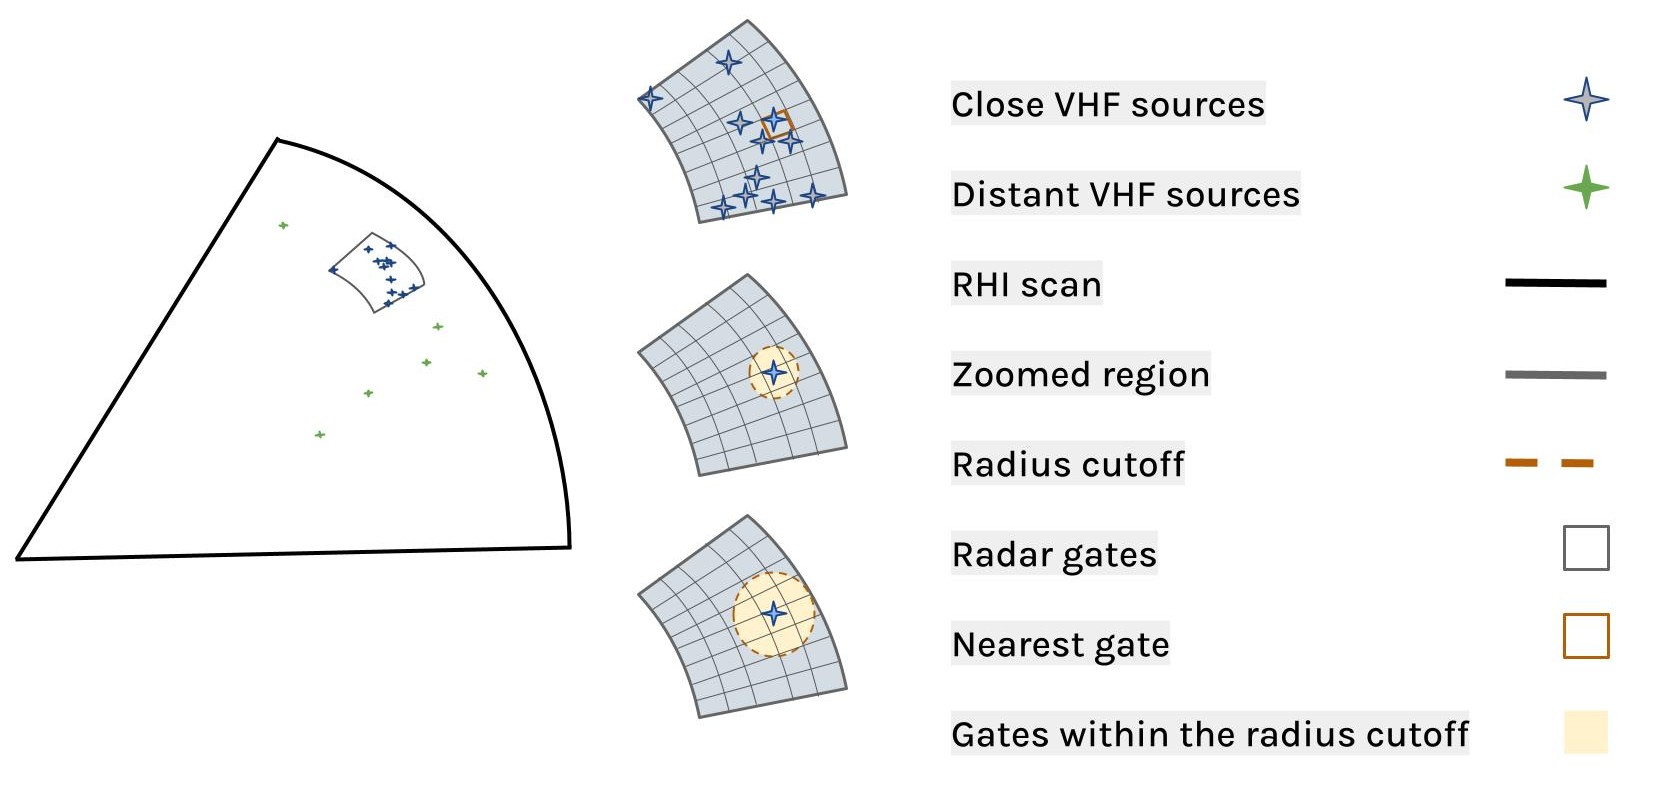 Close VHF sources
Distant VHF sources
RHI scan
Zoomed region
Radius cutoff
Radar gates
Nearest gate
Gates within the radius cutoff